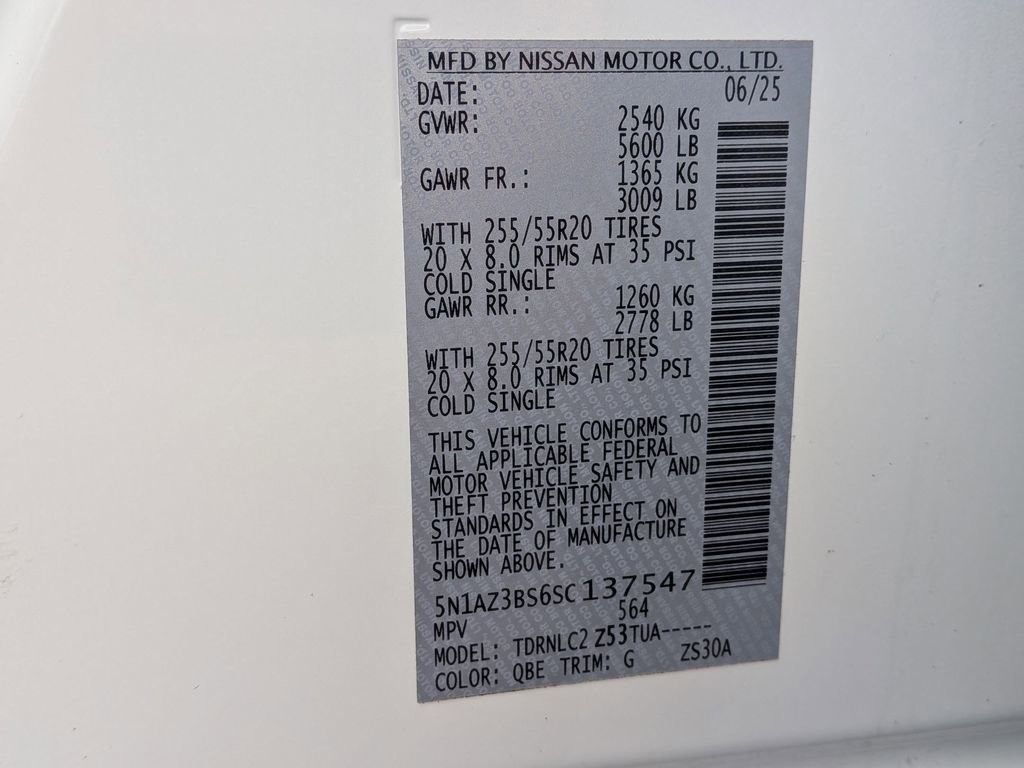 MFD BY NISSAN MOTOR CO., LTD.
DATE: 06/25
GVWR: 2540 KG
5600 LB
GAWR FR.: 1365 KG
3009 LB
WITH 255/55R20 TIRES
20 X 8.0 RIMS AT 35 PSI
COLD SINGLE
GAWR RR.: 1260 KG
2778 LB
WITH 255/55R20 TIRES
20 X 8.0 RIMS AT 35 PSI
COLD SINGLE
THIS VEHICLE CONFORMS TO
ALL APPLICABLE FEDERAL
MOTOR VEHICLE SAFETY AND
THEFT PREVENTION
STANDARDS IN EFFECT ON
THE DATE OF MANUFACTURE
SHOWN ABOVE.
5N1AZ3BS6SC137547
MPV 564
MODEL: TDRNLC2 Z53TUA-----
COLOR: QBE TRIM: G ZS30A